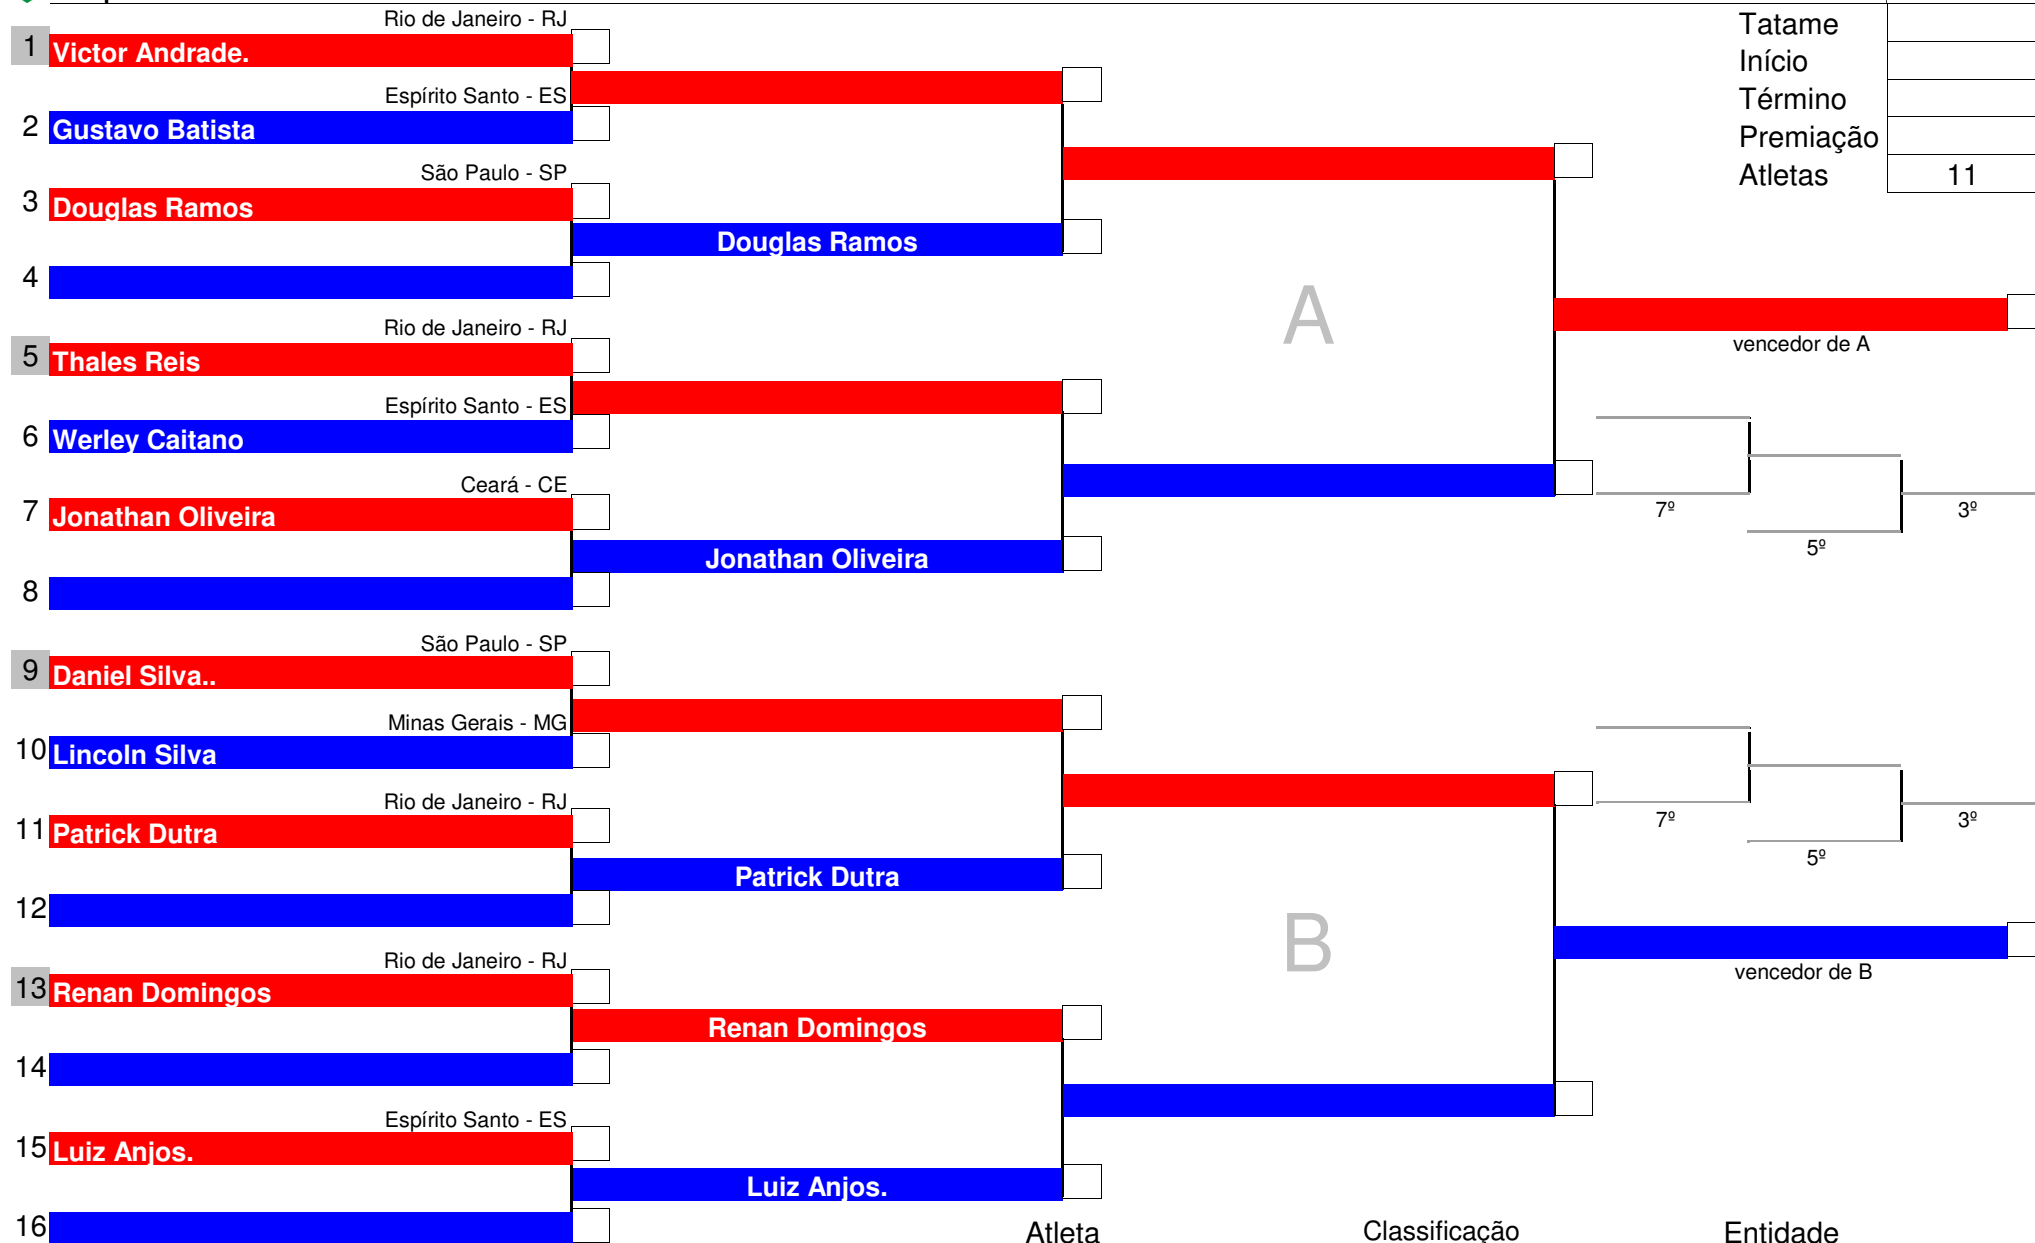 Rio de Janeiro - RJ
1 Victor Andrade.
Espírito Santo - ES
2 Gustavo Batista
São Paulo - SP
3 Douglas Ramos
Douglas Ramos
4
Rio de Janeiro - RJ
5 Thales Reis
Espírito Santo - ES
6 Werley Caitano
Ceará - CE
7 Jonathan Oliveira
Jonathan Oliveira
8
São Paulo - SP
9 Daniel Silva..
Minas Gerais - MG
10 Lincoln Silva
Rio de Janeiro - RJ
11 Patrick Dutra
Patrick Dutra
12
Rio de Janeiro - RJ
13 Renan Domingos
Renan Domingos
14
Espírito Santo - ES
15 Luiz Anjos.
Luiz Anjos.
16
A
B
Tatame
Início
Término
Premiação
Atletas 11
vencedor de A
7º
3º
5º
7º
3º
5º
vencedor de B
Atleta Classificação Entidade